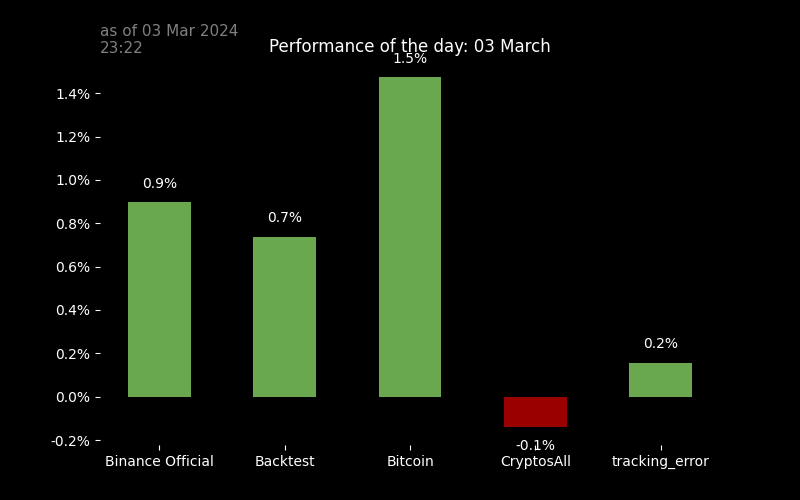 as of 03 Mar 2024
23:22
Performance of the day: 03 March
1.5%
1.4%
1.2%
1.0%
0.9%
0.8%
0.7%
0.6%
0.4%
0.2%
0.2%
0.0%
-0.2%
-0.1%
Binance Official
Backtest
Bitcoin
CryptosAll
tracking_error